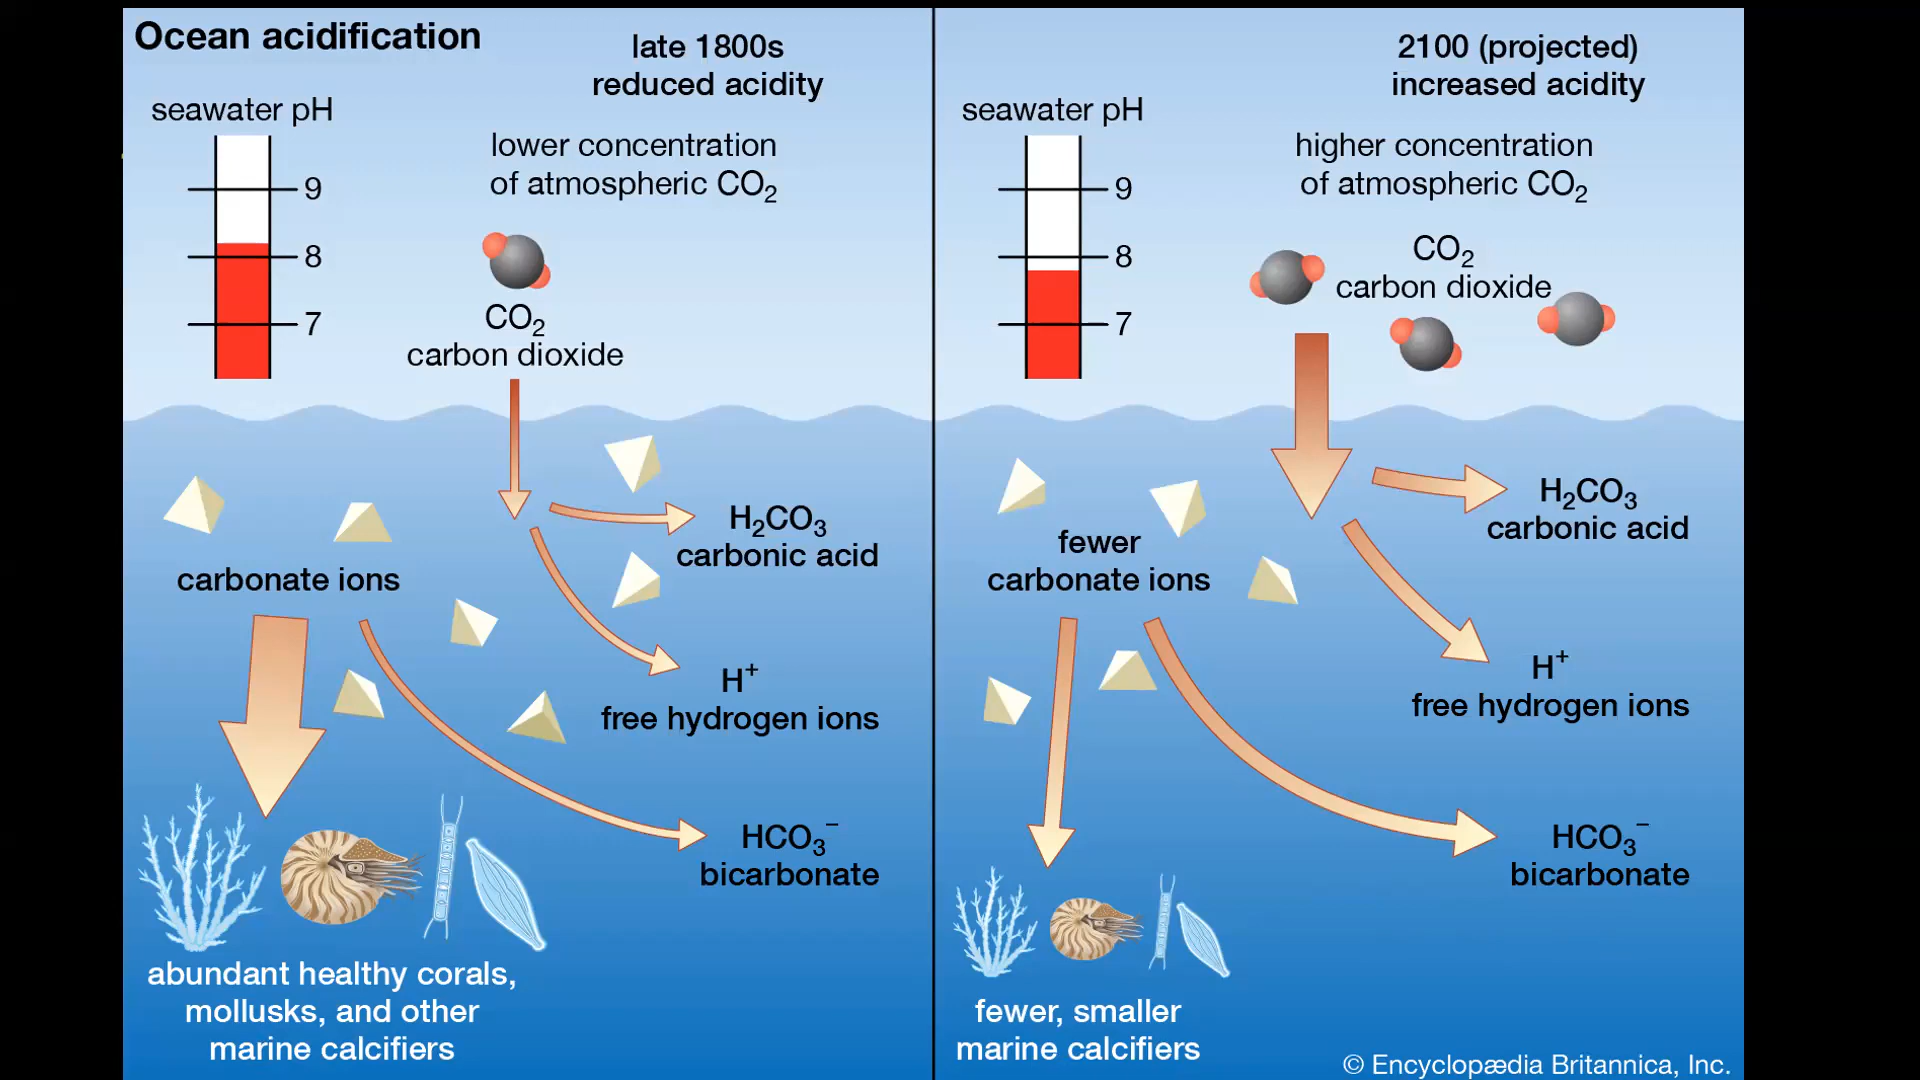 Ocean acidification
late 1800s
reduced acidity
seawater pH
9
8
7
lower concentration
of atmospheric CO₂
CO₂
carbon dioxide
H₂CO₃
carbonic acid
carbonate ions
H⁺
free hydrogen ions
HCO₃⁻
bicarbonate
abundant healthy corals,
mollusks, and other
marine calcifiers
2100 (projected)
increased acidity
seawater pH
9
8
7
higher concentration
of atmospheric CO₂
CO₂
carbon dioxide
H₂CO₃
carbonic acid
fewer
carbonate ions
H⁺
free hydrogen ions
HCO₃⁻
bicarbonate
fewer, smaller
marine calcifiers
© Encyclopædia Britannica, Inc.